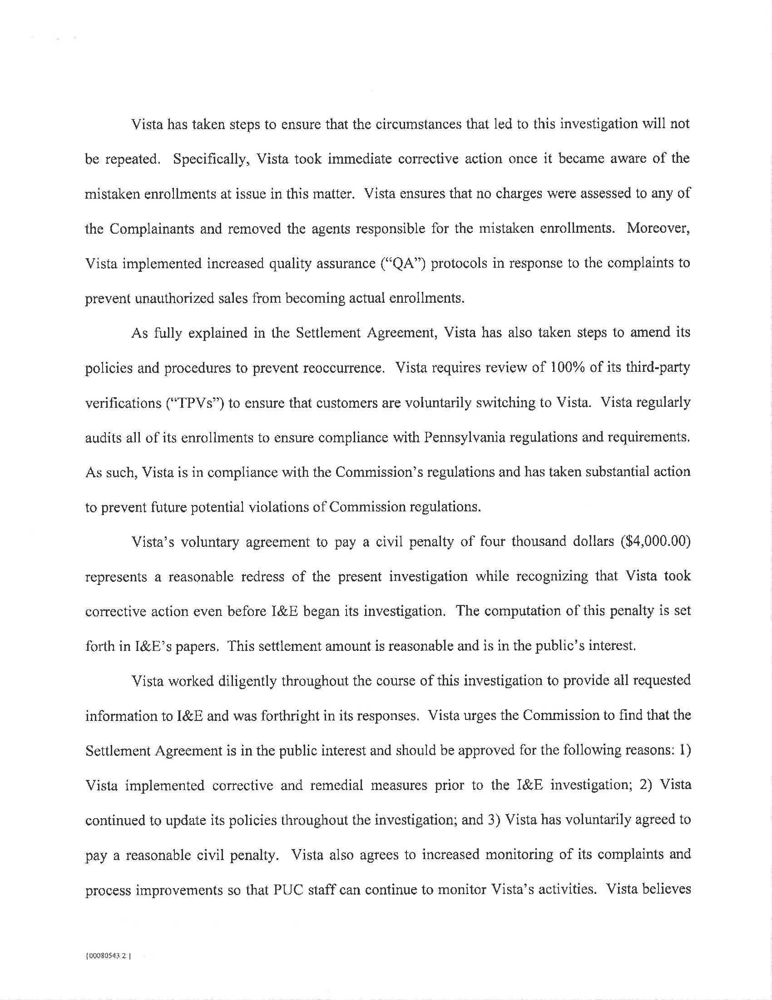 Vista has taken steps to ensure that the circumstances that led to this investigation will not
be repeated. Specifically, Vista took immediate corrective action once it became aware of the
mistaken enrollments at issue in this matter. Vista ensures that no charges were assessed to any of
the Complainants and removed the agents responsible for the mistaken enrollments. Moreover,
Vista implemented increased quality assurance (“QA”) protocols in response to the complaints to
prevent unauthorized sales from becoming actual enrollments.
As fully explained in the Settlement Agreement, Vista has also taken steps to amend its
policies and procedures to prevent reoccurrence. Vista requires review of 100% of its third-party
verifications (“TPVs”) to ensure that customers are voluntarily switching to Vista. Vista regularly
audits all of its enrollments to ensure compliance with Pennsylvania regulations and requirements.
As such, Vista is in compliance with the Commission’s regulations and has taken substantial action
to prevent future potential violations of Commission regulations.
Vista’s voluntary agreement to pay a civil penalty of four thousand dollars ($4,000.00)
represents a reasonable redress of the present investigation while recognizing that Vista took
corrective action even before I&E began its investigation. The computation of this penalty is set
forth in I&E’s papers. This settlement amount is reasonable and is in the public’s interest.
Vista worked diligently throughout the course of this investigation to provide all requested
information to I&E and was forthright in its responses. Vista urges the Commission to find that the
Settlement Agreement is in the public interest and should be approved for the following reasons: 1)
Vista implemented corrective and remedial measures prior to the I&E investigation; 2) Vista
continued to update its policies throughout the investigation; and 3) Vista has voluntarily agreed to
pay a reasonable civil penalty. Vista also agrees to increased monitoring of its complaints and
process improvements so that PUC staff can continue to monitor Vista’s activities. Vista believes
{00080543.2 }